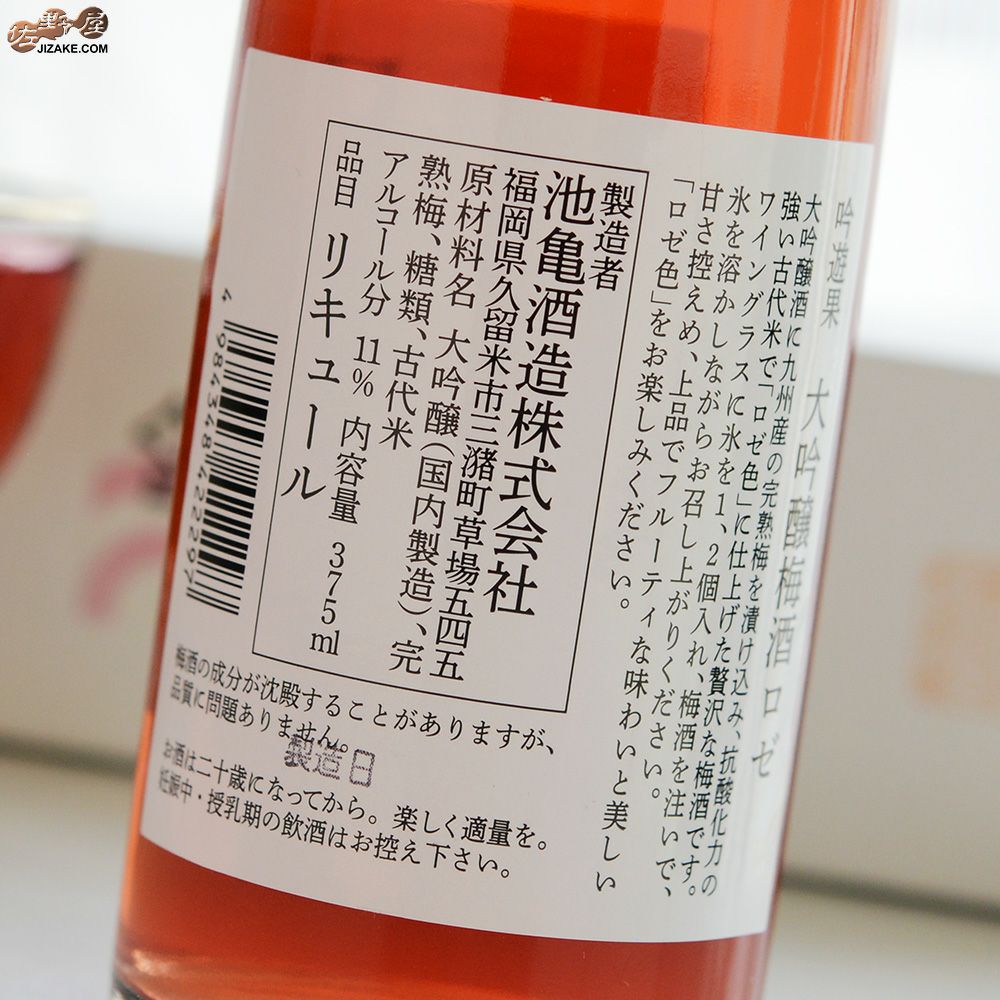 佐野屋
JIZAKE.COM
吟遊果 大吟醸梅酒ロゼ
大吟醸酒に九州産の完熟梅を漬け込み、抗酸化力の
強い古代米で「ロゼ色」に仕上げた贅沢な梅酒です。
ワイングラスに氷を1、2個入れ、梅酒を注いで、
氷を溶かしながらお召し上がりください。
甘さ控えめ、上品でフルーティな味わいと美しい
「ロゼ色」をお楽しみください。
製造者
池亀酒造株式会社
福岡県久留米市三潴町草場五四五
原材料名 大吟醸(国内製造)、完
熟梅、糖類、古代米
アルコール分 11% 内容量 375ml
品目 リキュール
4 984348 422297
梅酒の成分が沈殿することがありますが、
品質に問題ありません。
製造日
お酒は二十歳になってから。楽しく適量を。
妊娠中・授乳期の飲酒はお控え下さい。